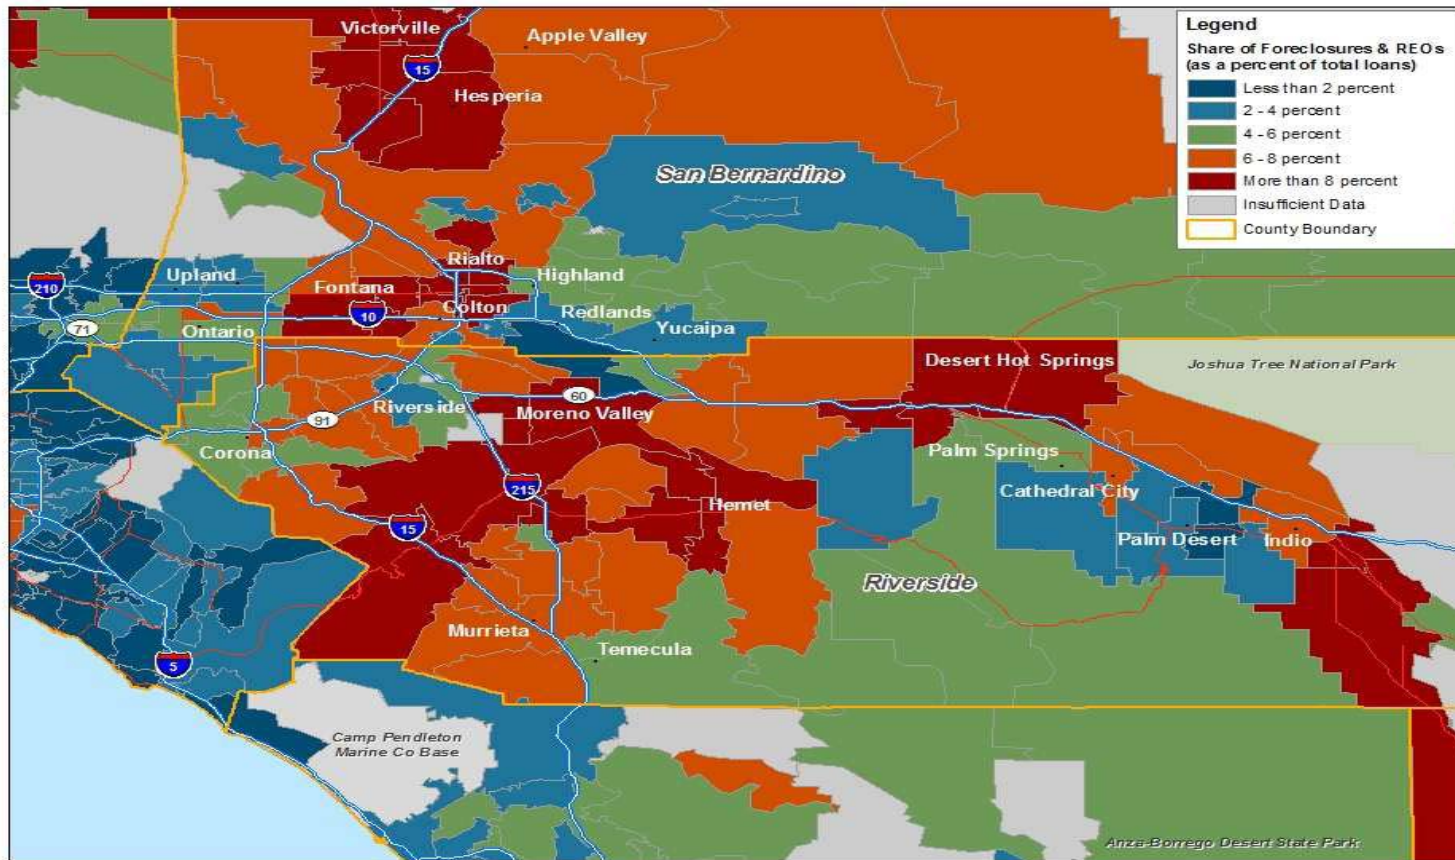 Legend
Share of Foreclosures & REOs
(as a percent of total loans)
Less than 2 percent
2 - 4 percent
4 - 6 percent
6 - 8 percent
More than 8 percent
Insufficient Data
County Boundary
Victorville
Apple Valley
15
Hesperia
San Bernardino
Rialto
Upland
Highland
210
Fontana
Colton
Redlands
10
71
Ontario
Yucaipa
Desert Hot Springs
Joshua Tree National Park
60
Riverside
Moreno Valley
91
Corona
Palm Springs
215
Cathedral City
Hemet
15
Palm Desert
Indio
Riverside
Murrieta
Temecula
5
Camp Pendleton
Marine Co Base
Anza-Borrego Desert State Park